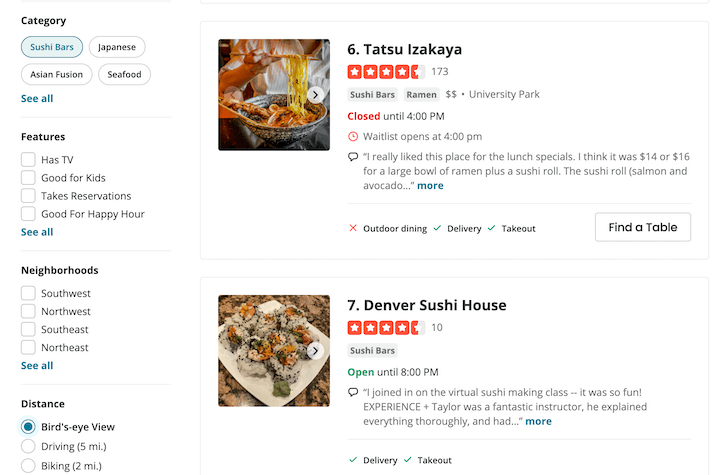 Category
Sushi Bars
Japanese
Asian Fusion
Seafood
See all
Features
Has TV
Good for Kids
Takes Reservations
Good For Happy Hour
See all
Neighborhoods
Southwest
Northwest
Southeast
Northeast
See all
Distance
Bird's-eye View
Driving (5 mi.)
Biking (2 mi.)
6. Tatsu Izakaya
173
Sushi Bars Ramen $$ • University Park
Closed until 4:00 PM
Waitlist opens at 4:00 pm
“I really liked this place for the lunch specials. I think it was $14 or $16
for a large bowl of ramen plus a sushi roll. The sushi roll (salmon and
avocado...” more
Outdoor dining Delivery Takeout
Find a Table
7. Denver Sushi House
10
Sushi Bars
Open until 8:00 PM
“I joined in on the virtual sushi making class -- it was so fun!
EXPERIENCE + Taylor was a fantastic instructor, he explained
everything thoroughly, and had...” more
Delivery Takeout